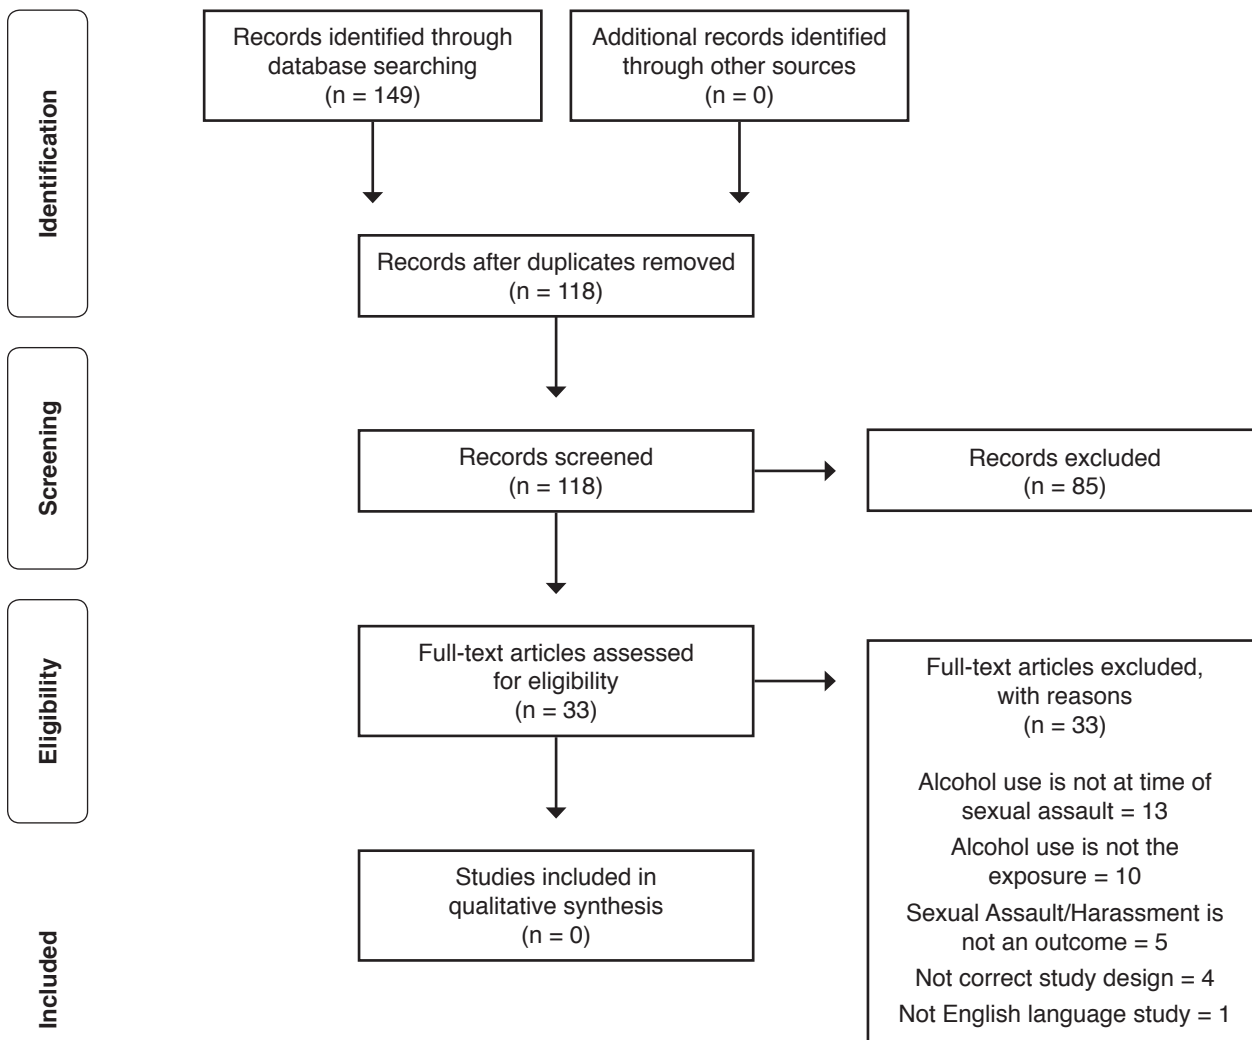 Identification
Records identified through
database searching
(n = 149)
Additional records identified
through other sources
(n = 0)
Records after duplicates removed
(n = 118)
Screening
Records screened
(n = 118)
Records excluded
(n = 85)
Eligibility
Full-text articles assessed
for eligibility
(n = 33)
Full-text articles excluded,
with reasons
(n = 33)
Alcohol use is not at time of
sexual assault = 13
Alcohol use is not the
exposure = 10
Sexual Assault/Harassment is
not an outcome = 5
Not correct study design = 4
Not English language study = 1
Included
Studies included in
qualitative synthesis
(n = 0)